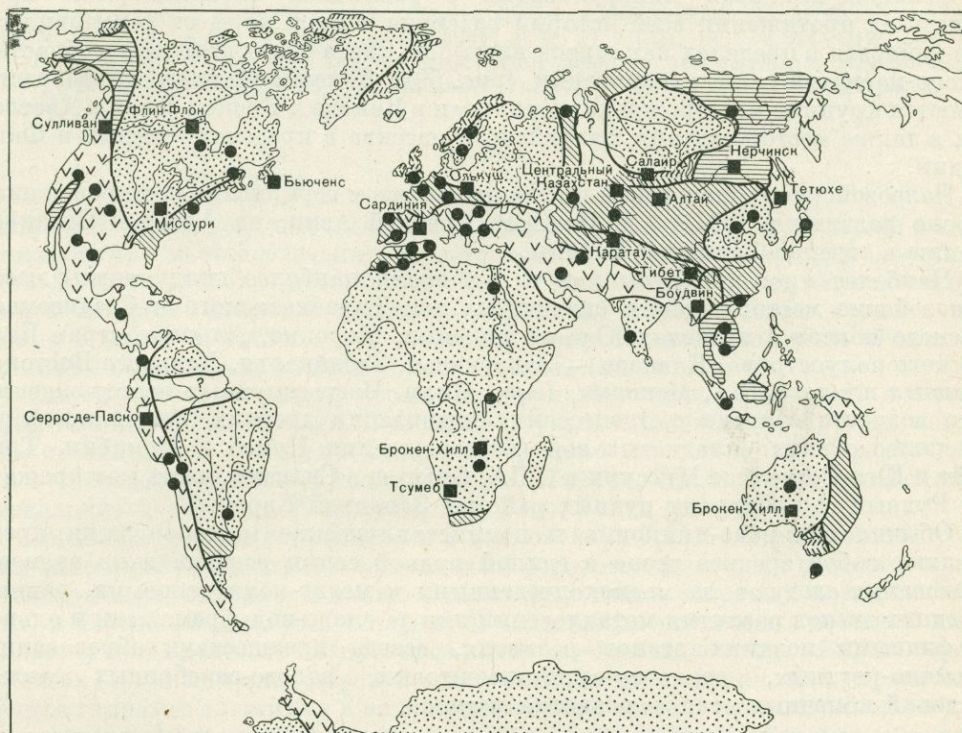 Флин-Флон
Сулливан
Бьюченс
Миссури
Серро-де-Паско
Олькуш
Сардиния
Центральный
Казахстан
Салаир
Нерчинск
Алтай
Тетюхе
Каратау
Тибет
Боудвин
?
Брокен-Хилл
Тсумеб
Брокен-Хилл